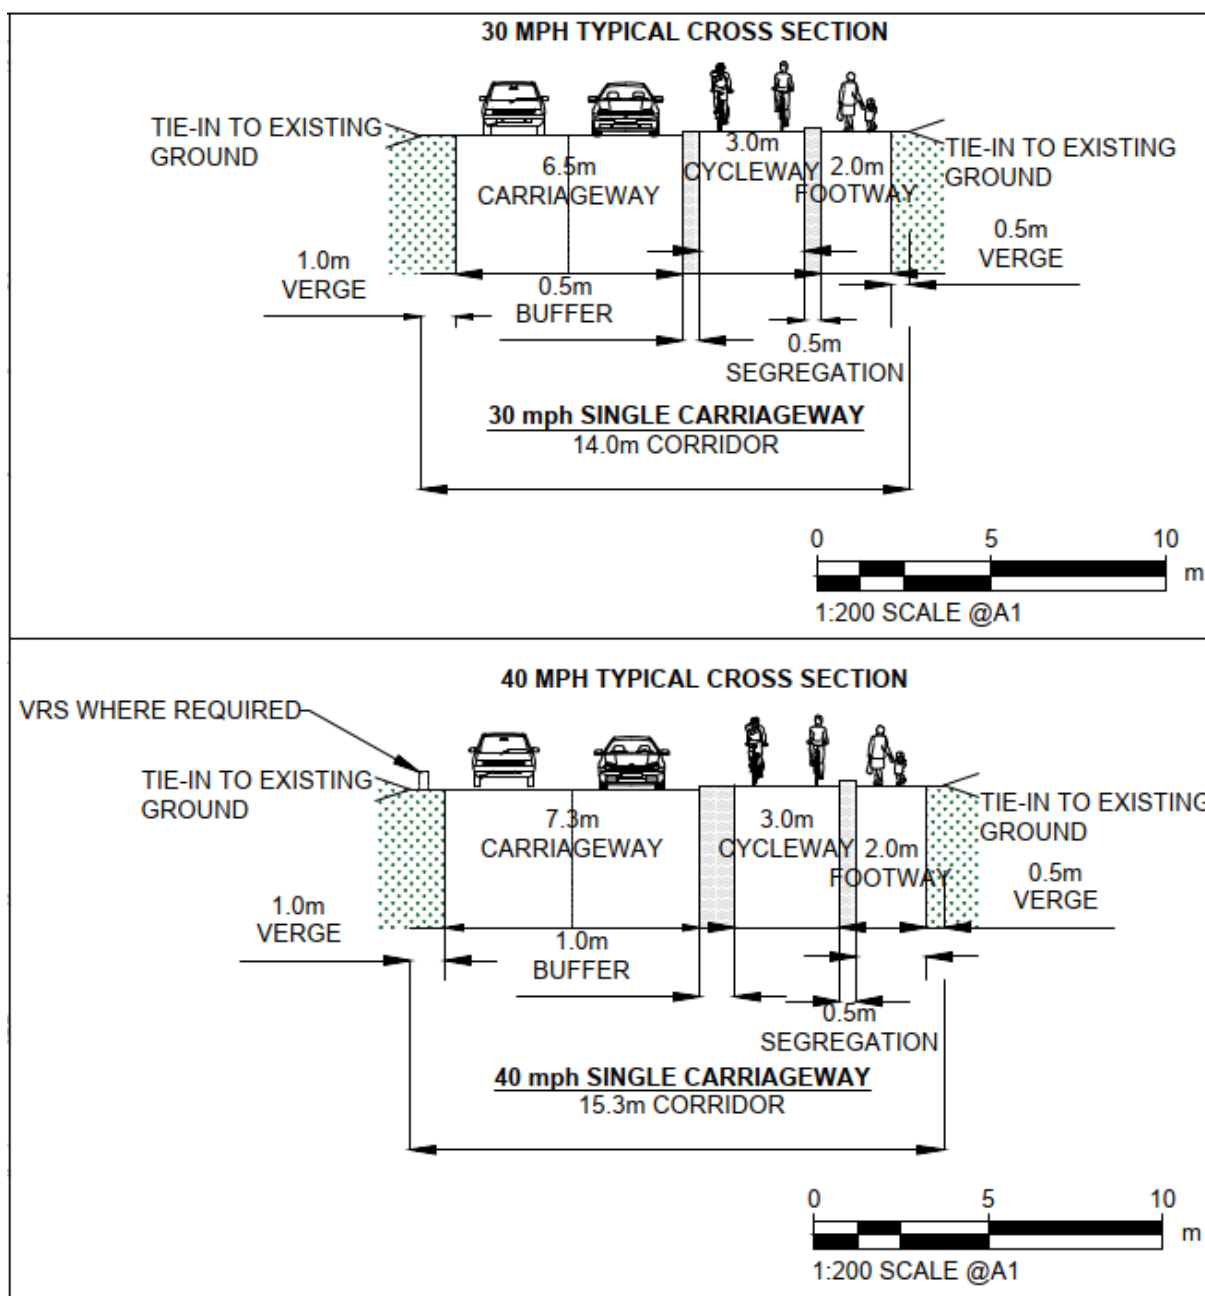 30 MPH TYPICAL CROSS SECTION
TIE-IN TO EXISTING
GROUND
6.5m
CARRIAGEWAY
3.0m
CYCLEWAY
2.0m
FOOTWAY
TIE-IN TO EXISTING
GROUND
1.0m
VERGE
0.5m
BUFFER
0.5m
VERGE
0.5m
SEGREGATION
30 mph SINGLE CARRIAGEWAY
14.0m CORRIDOR
0 5 10
m
1:200 SCALE @A1
40 MPH TYPICAL CROSS SECTION
VRS WHERE REQUIRED
TIE-IN TO EXISTING
GROUND
7.3m
CARRIAGEWAY
3.0m
CYCLEWAY
2.0m
FOOTWAY
TIE-IN TO EXISTING
GROUND
1.0m
VERGE
1.0m
BUFFER
0.5m
VERGE
0.5m
SEGREGATION
40 mph SINGLE CARRIAGEWAY
15.3m CORRIDOR
0 5 10
m
1:200 SCALE @A1